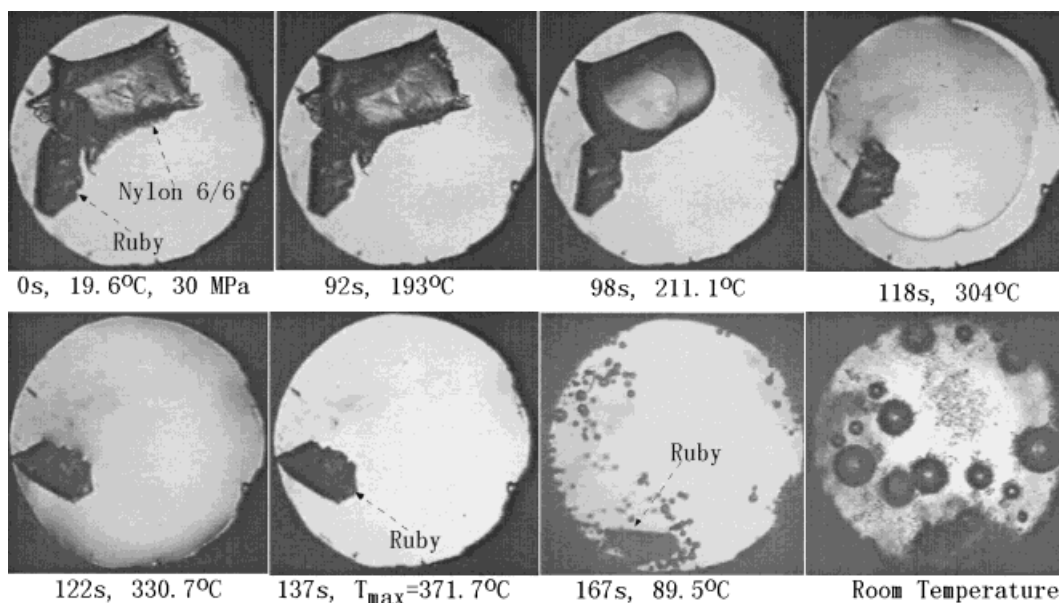 Nylon 6/6
Ruby
0s, 19.6°C, 30 MPa
92s, 193°C
98s, 211.1°C
118s, 304°C
Ruby
Ruby
122s, 330.7°C
137s, Tmax=371.7°C
167s, 89.5°C
Room Temperature